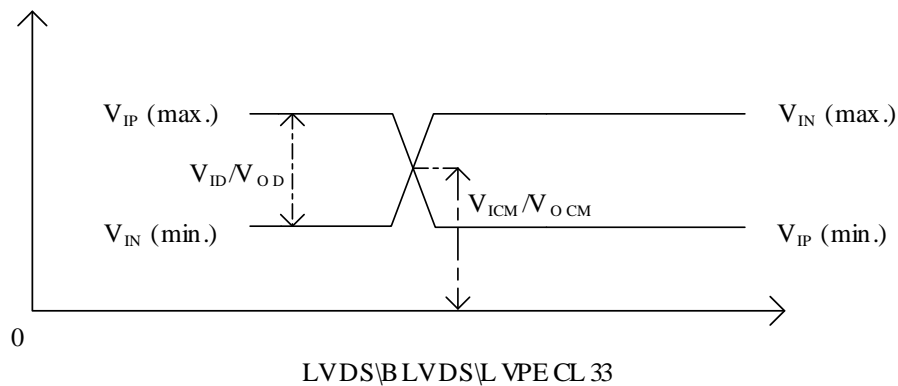 V_IP (max.)
V_IN (max.)
V_ID/V_OD
V_ICM/V_OCM
V_IN (min.)
V_IP (min.)
0
LVDS\BLVDS\LVPECL33